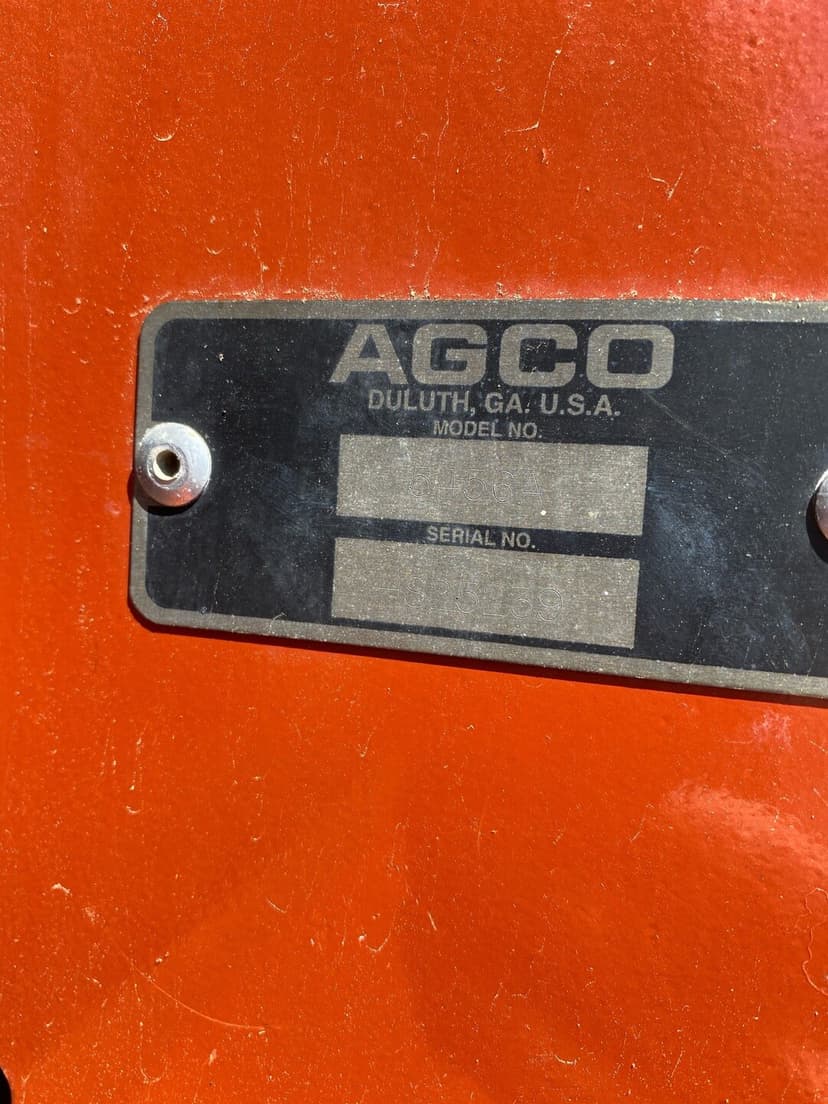 AGCO
DULUTH, GA. U.S.A.
MODEL NO.
SERIAL NO.